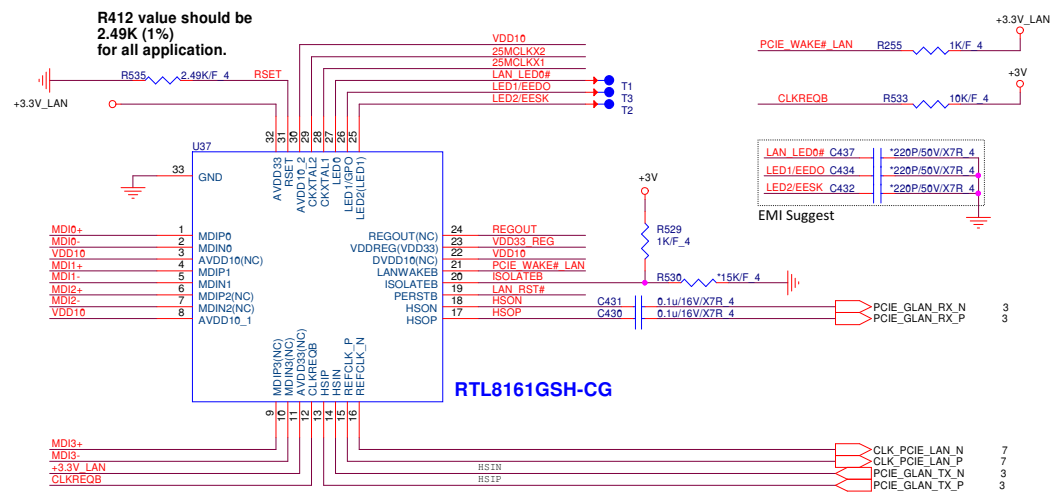 R412 value should be
2.49K (1%)
for all application.
R535 2.49K/F_4 RSET
+3.3V_LAN
VDD10
25MCLKX2
25MCLKX1
LAN_LED0#
LED1/EEDO
LED2/EESK
T1
T3
T2
+3.3V_LAN
PCIE_WAKE#_LAN R255 1K/F_4
+3V
CLKREQB R533 10K/F_4
LAN_LED0# C437 *220P/50V/X7R_4
LED1/EEDO C434 *220P/50V/X7R_4
LED2/EESK C432 *220P/50V/X7R_4
EMI Suggest
U37
32 31 30 29 28 27 26 25
AVDD33
RSET
AVDD10_2
CKXTAL2
CKXTAL1
LED0
LED1/GPO
LED2(LED1)
33 GND
MDI0+ 1 MDIP0
MDI0- 2 MDIN0
VDD10 3 AVDD10(NC)
MDI1+ 4 MDIP1
MDI1- 5 MDIN1
MDI2+ 6 MDIP2(NC)
MDI2- 7 MDIN2(NC)
VDD10 8 AVDD10_1
REGOUT(NC) 24 REGOUT
VDDREG(VDD33) 23 VDD33_REG
DVDD10(NC) 22 VDD10
LANWAKEB 21 PCIE_WAKE#_LAN
ISOLATEB 20 ISOLATEB
PERSTB 19 LAN_RST#
HSON 18 HSON
HSOP 17 HSOP
+3V
R529
1K/F_4
R530 *15K/F_4
C431 0.1u/16V/X7R_4
C430 0.1u/16V/X7R_4
PCIE_GLAN_RX_N 3
PCIE_GLAN_RX_P 3
MDIP3(NC)
MDIN3(NC)
AVDD33(NC)
CLKREQB
HSIP
HSIN
REFCLK_P
REFCLK_N
9 10 11 12 13 14 15 16
RTL8161GSH-CG
MDI3+
MDI3-
+3.3V_LAN
CLKREQB
HSIN
HSIP
CLK_PCIE_LAN_N 7
CLK_PCIE_LAN_P 7
PCIE_GLAN_TX_N 3
PCIE_GLAN_TX_P 3